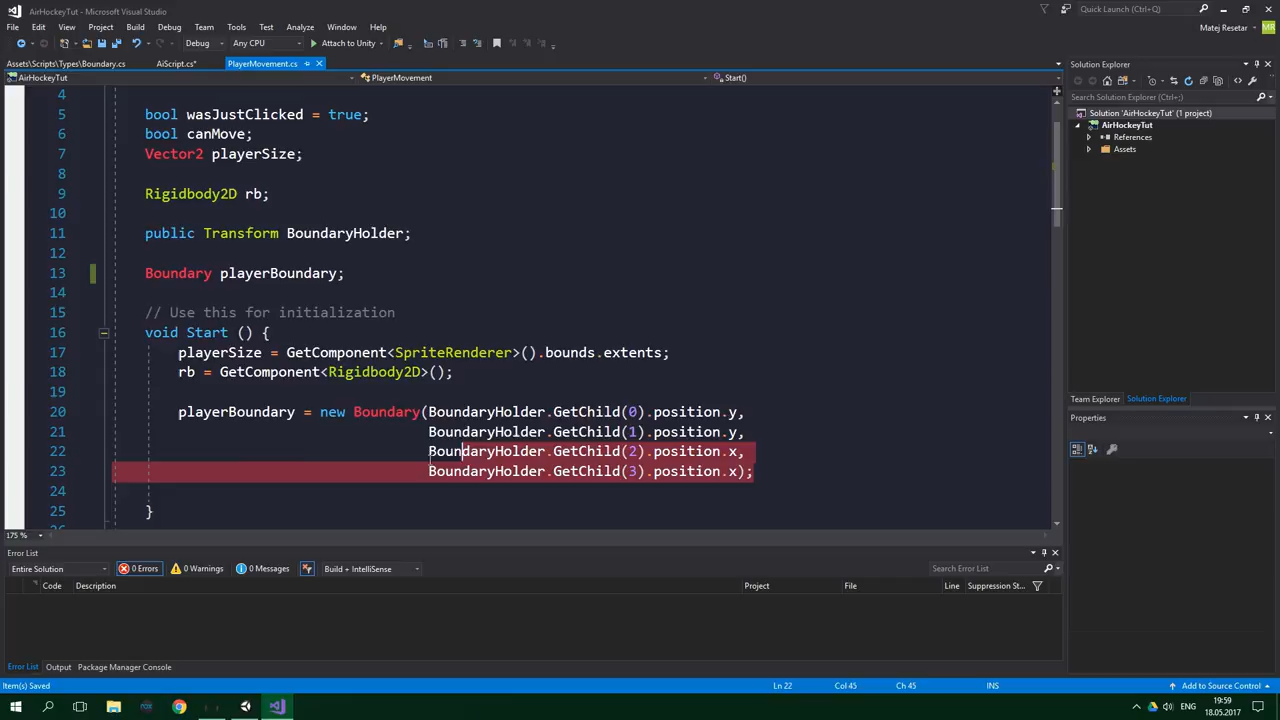 AirHockeyTut - Microsoft Visual Studio
Quick Launch (Ctrl+Q)
File Edit View Project Build Debug Team Tools Test Analyze Window Help
Matej Resetar
MR
Debug Any CPU Attach to Unity
Assets\Scripts\Types\Boundary.cs AiScript.cs* PlayerMovement.cs
AirHockeyTut PlayerMovement Start()
Solution Explorer
Search Solution Explorer (Ctrl+;)
Solution 'AirHockeyTut' (1 project)
AirHockeyTut
References
Assets
4
5 bool wasJustClicked = true;
6 bool canMove;
7 Vector2 playerSize;
8
9 Rigidbody2D rb;
10
11 public Transform BoundaryHolder;
12
13 Boundary playerBoundary;
14
15 // Use this for initialization
16 void Start () {
17 playerSize = GetComponent<SpriteRenderer>().bounds.extents;
18 rb = GetComponent<Rigidbody2D>();
19
20 playerBoundary = new Boundary(BoundaryHolder.GetChild(0).position.y,
21 BoundaryHolder.GetChild(1).position.y,
22 BoundaryHolder.GetChild(2).position.x,
23 BoundaryHolder.GetChild(3).position.x);
24
25 }
26
175 %
Team Explorer Solution Explorer
Properties
Error List
Entire Solution 0 Errors 0 Warnings 0 Messages Build + IntelliSense
Search Error List
Code Description Project File Line Suppression St...
Error List Output Package Manager Console
Item(s) Saved Ln 22 Col 45 Ch 45 INS Add to Source Control
ENG
19:59
18.05.2017